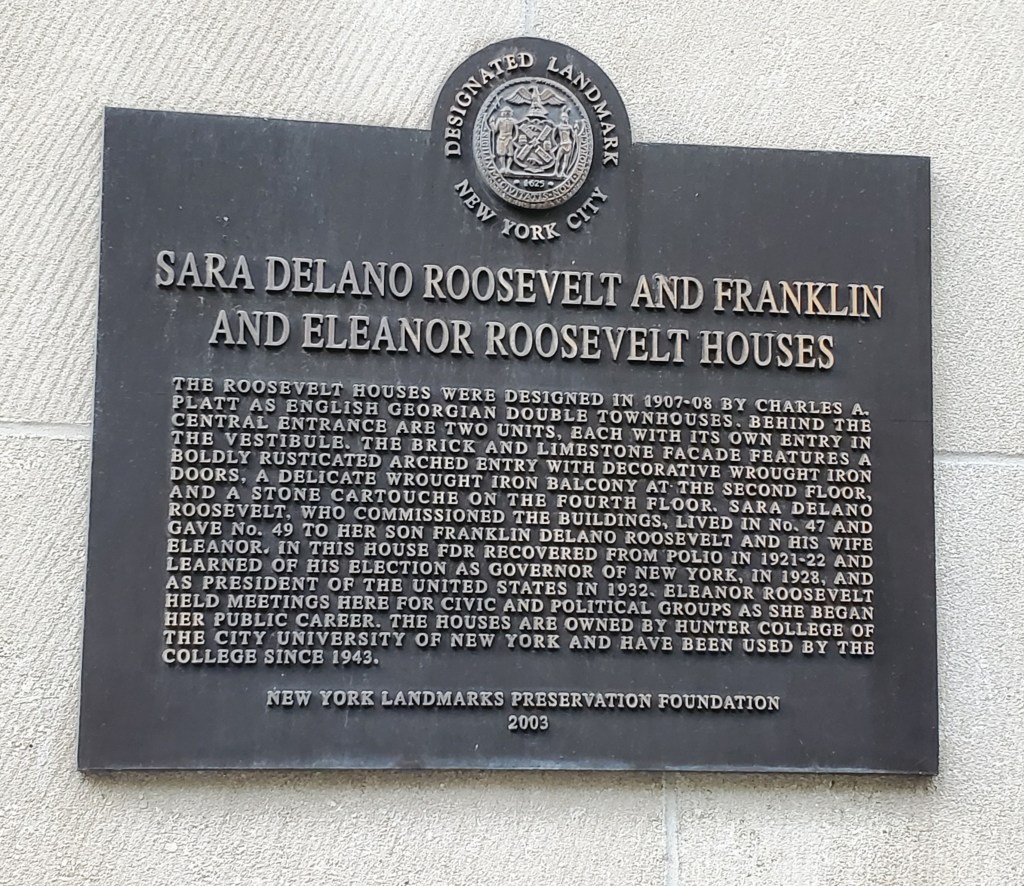 DESIGNATED LANDMARK
NEW YORK CITY
1625
SARA DELANO ROOSEVELT AND FRANKLIN
AND ELEANOR ROOSEVELT HOUSES
THE ROOSEVELT HOUSES WERE DESIGNED IN 1907-08 BY CHARLES A.
PLATT AS ENGLISH GEORGIAN DOUBLE TOWNHOUSES. BEHIND THE
CENTRAL ENTRANCE ARE TWO UNITS, EACH WITH ITS OWN ENTRY IN
THE VESTIBULE. THE BRICK AND LIMESTONE FACADE FEATURES A
BOLDLY RUSTICATED ARCHED ENTRY WITH DECORATIVE WROUGHT IRON
DOORS, A DELICATE WROUGHT IRON BALCONY AT THE SECOND FLOOR,
AND A STONE CARTOUCHE ON THE FOURTH FLOOR. SARA DELANO
ROOSEVELT, WHO COMMISSIONED THE BUILDINGS, LIVED IN No. 47 AND
GAVE No. 49 TO HER SON FRANKLIN DELANO ROOSEVELT AND HIS WIFE
ELEANOR. IN THIS HOUSE FDR RECOVERED FROM POLIO IN 1921-22 AND
LEARNED OF HIS ELECTION AS GOVERNOR OF NEW YORK, IN 1928, AND
AS PRESIDENT OF THE UNITED STATES IN 1932. ELEANOR ROOSEVELT
HELD MEETINGS HERE FOR CIVIC AND POLITICAL GROUPS AS SHE BEGAN
HER PUBLIC CAREER. THE HOUSES ARE OWNED BY HUNTER COLLEGE OF
THE CITY UNIVERSITY OF NEW YORK AND HAVE BEEN USED BY THE
COLLEGE SINCE 1943.
NEW YORK LANDMARKS PRESERVATION FOUNDATION
2003